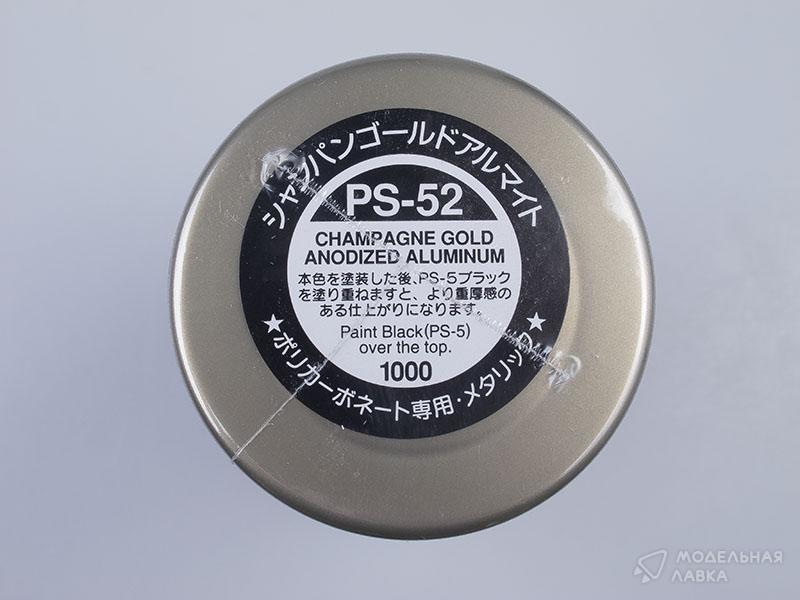 シャンパンゴールドアルマイト
PS-52
CHAMPAGNE GOLD
ANODIZED ALUMINUM
本色を塗装した後、PS-5ブラック
を塗り重ねますと、より重厚感の
ある仕上がりになります。
Paint Black(PS-5)
over the top.
1000
★ポリカーボネート専用・メタリック★
МОДЕЛЬНАЯ
ЛАВКА